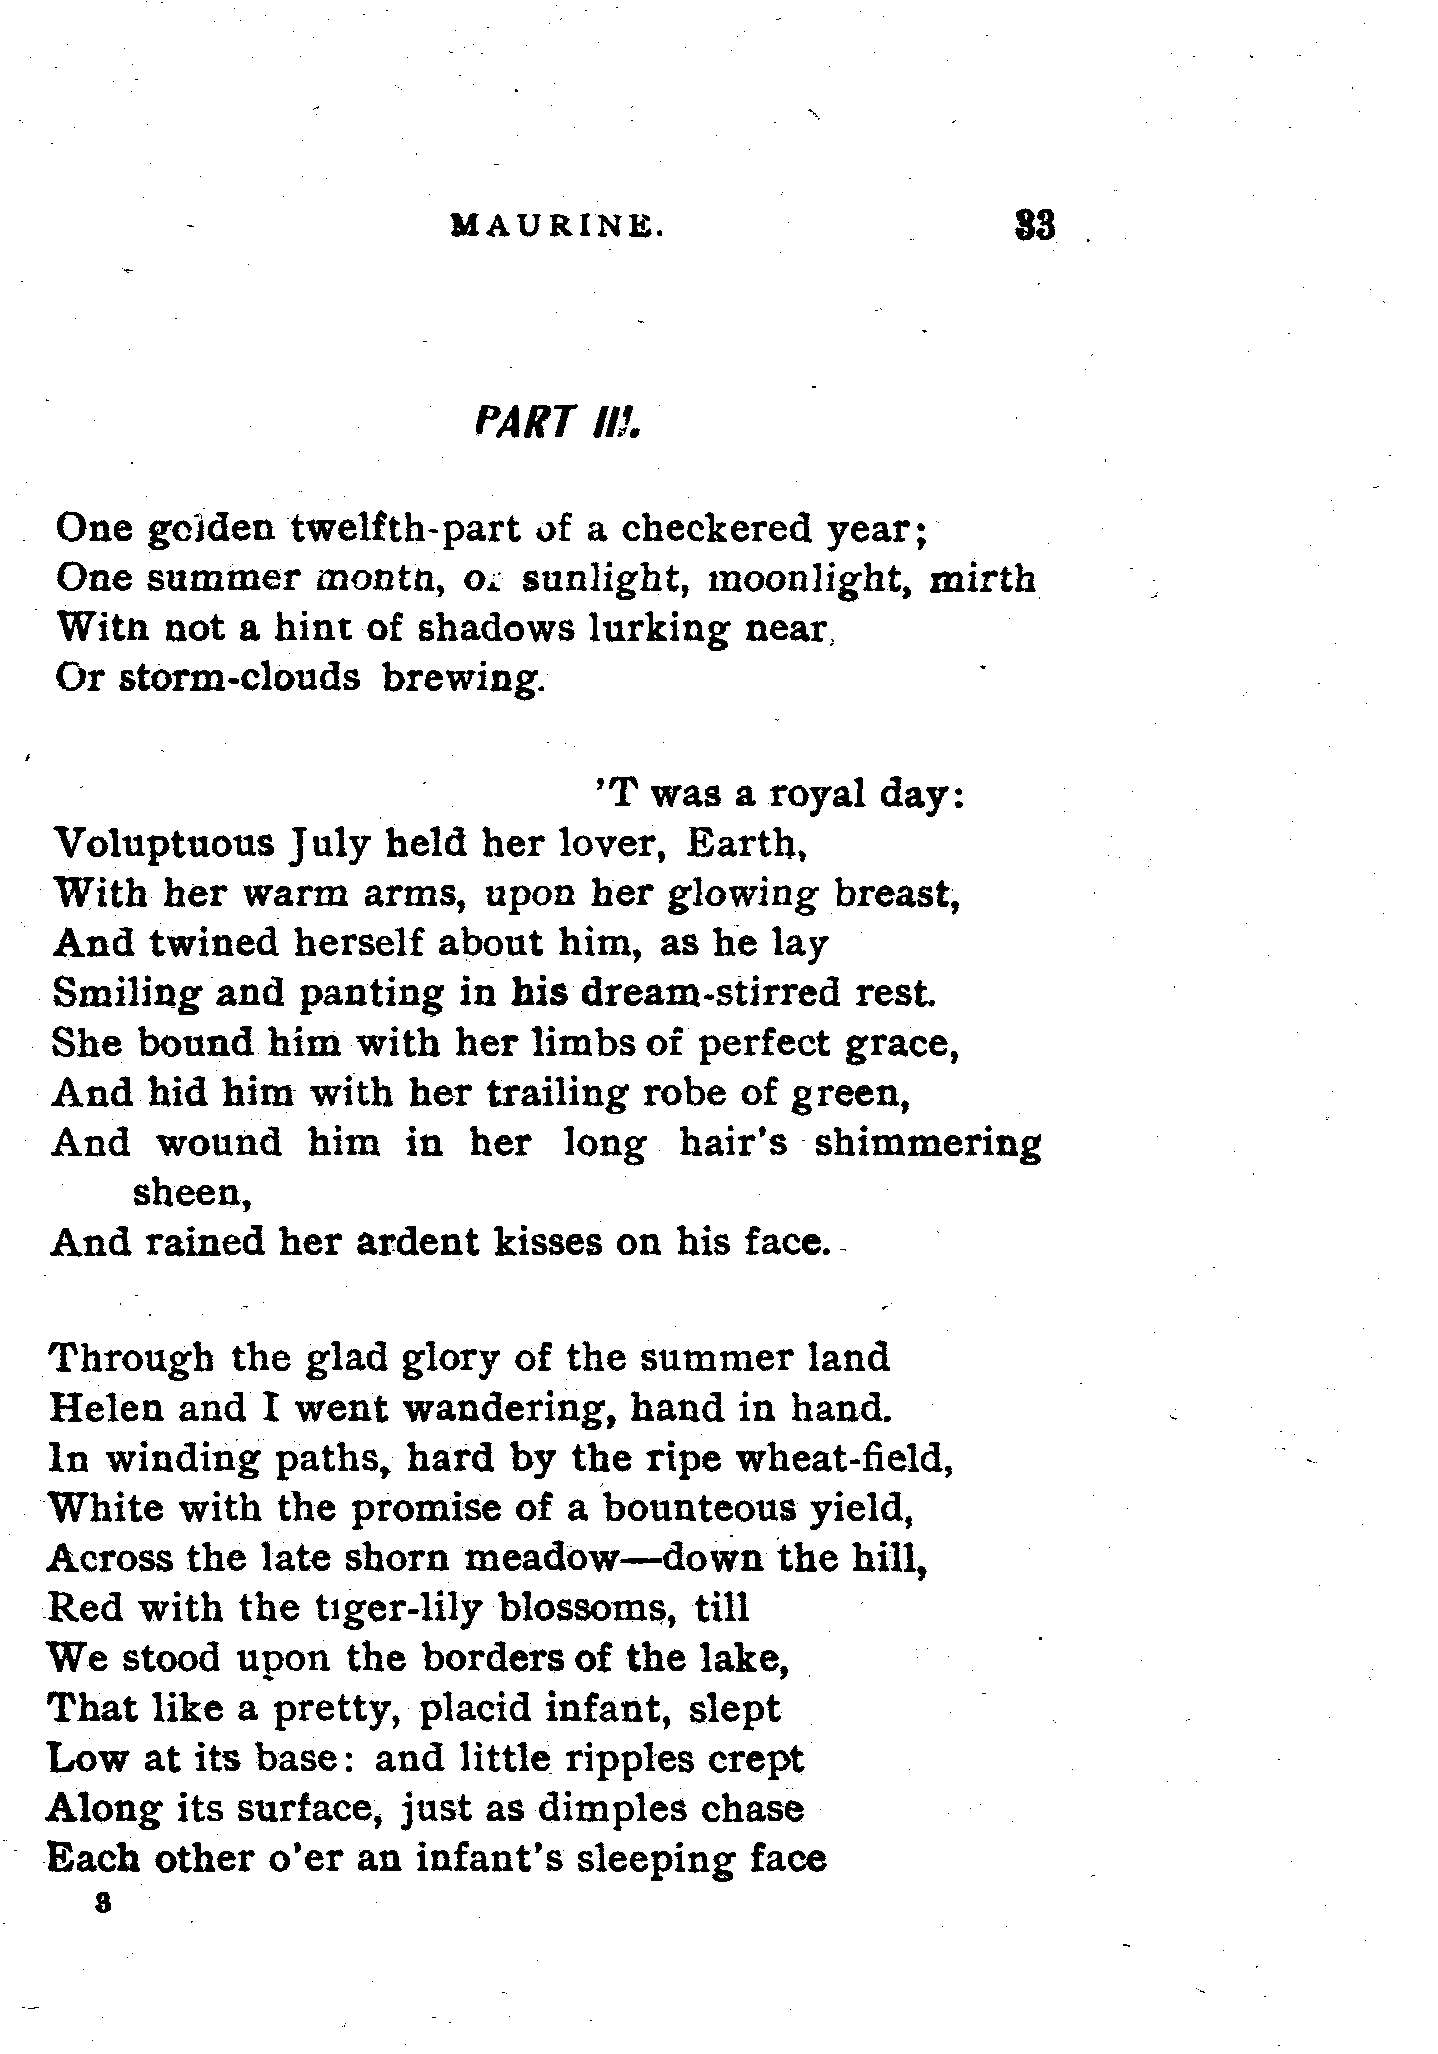 MAURINE. 33
PART III.
One golden twelfth-part of a checkered year;
One summer month, of sunlight, moonlight, mirth
With not a hint of shadows lurking near,
Or storm-clouds brewing.
'T was a royal day:
Voluptuous July held her lover, Earth,
With her warm arms, upon her glowing breast,
And twined herself about him, as he lay
Smiling and panting in his dream-stirred rest.
She bound him with her limbs of perfect grace,
And hid him with her trailing robe of green,
And wound him in her long hair's shimmering
sheen,
And rained her ardent kisses on his face.
Through the glad glory of the summer land
Helen and I went wandering, hand in hand.
In winding paths, hard by the ripe wheat-field,
White with the promise of a bounteous yield,
Across the late shorn meadow—down the hill,
Red with the tiger-lily blossoms, till
We stood upon the borders of the lake,
That like a pretty, placid infant, slept
Low at its base: and little ripples crept
Along its surface, just as dimples chase
Each other o'er an infant's sleeping face
3